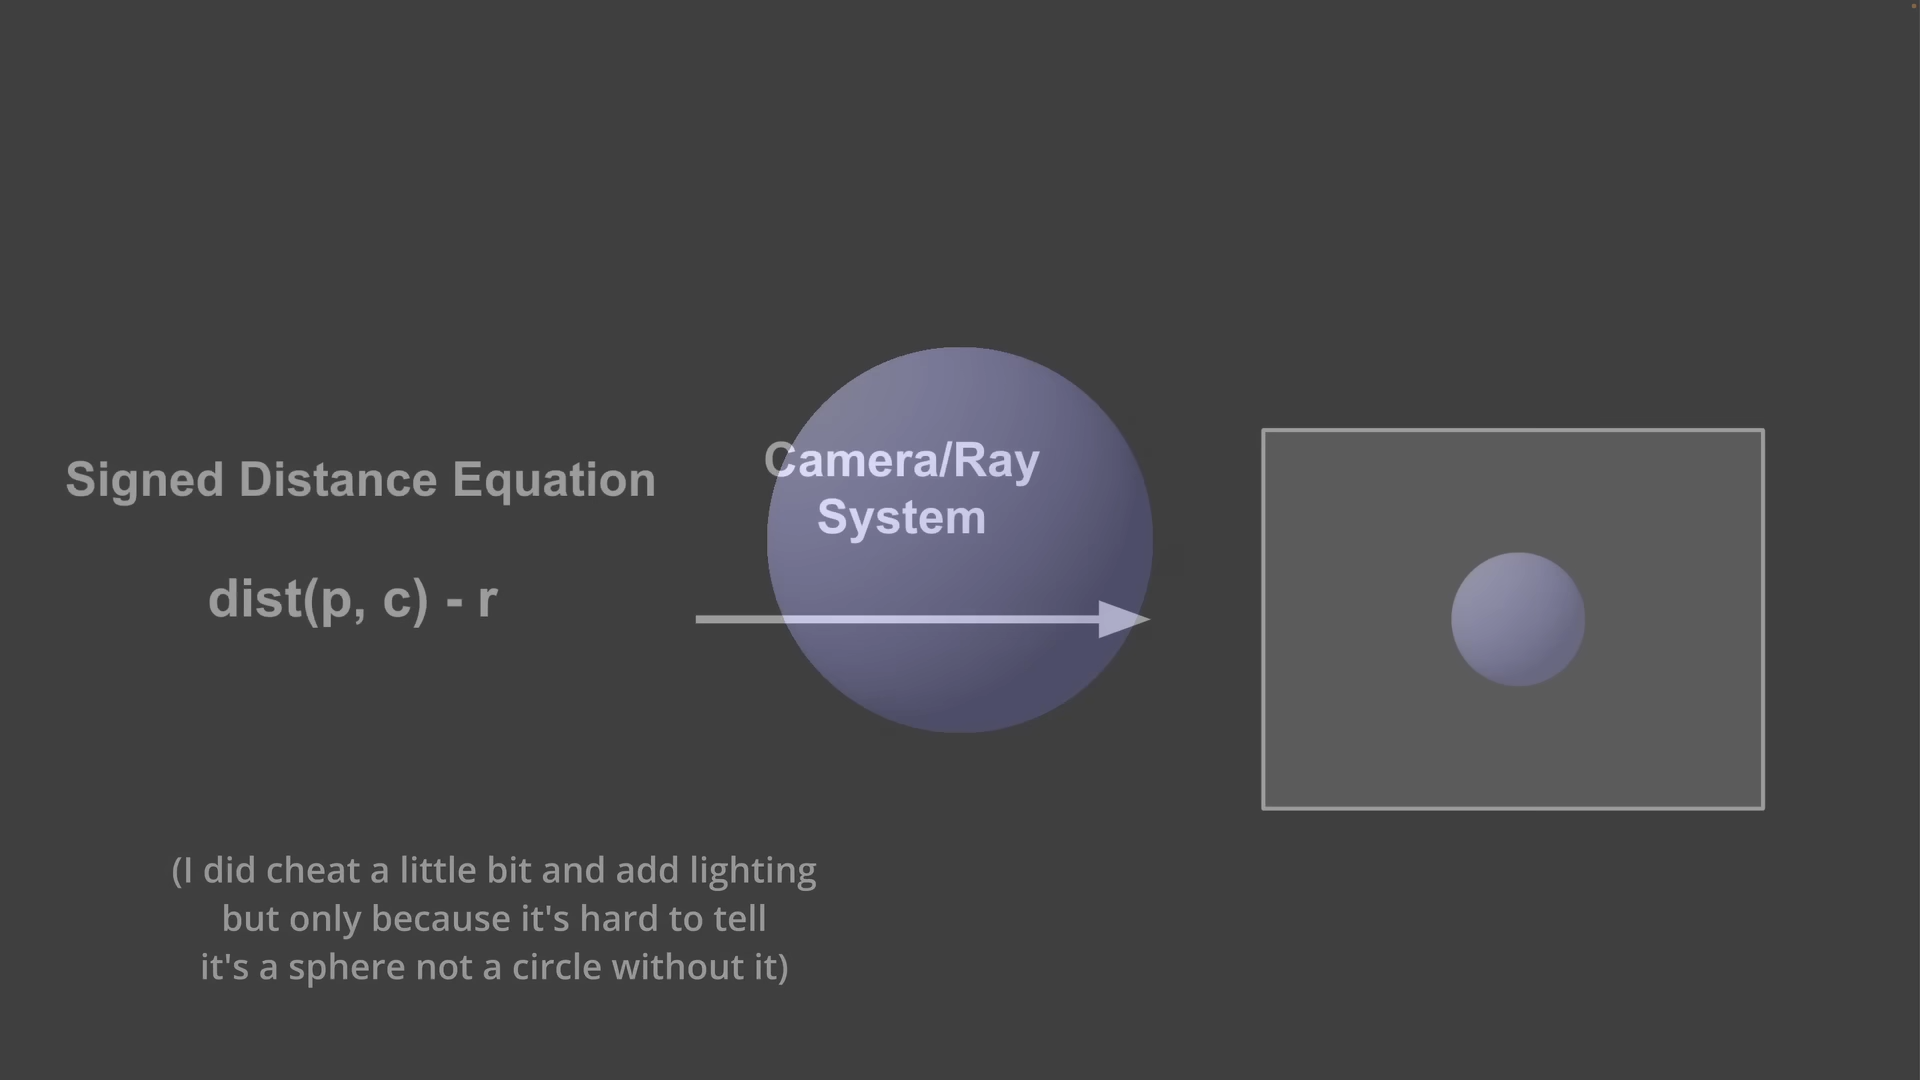 Signed Distance Equation
dist(p, c) - r
Camera/Ray
System
(I did cheat a little bit and add lighting
but only because it's hard to tell
it's a sphere not a circle without it)